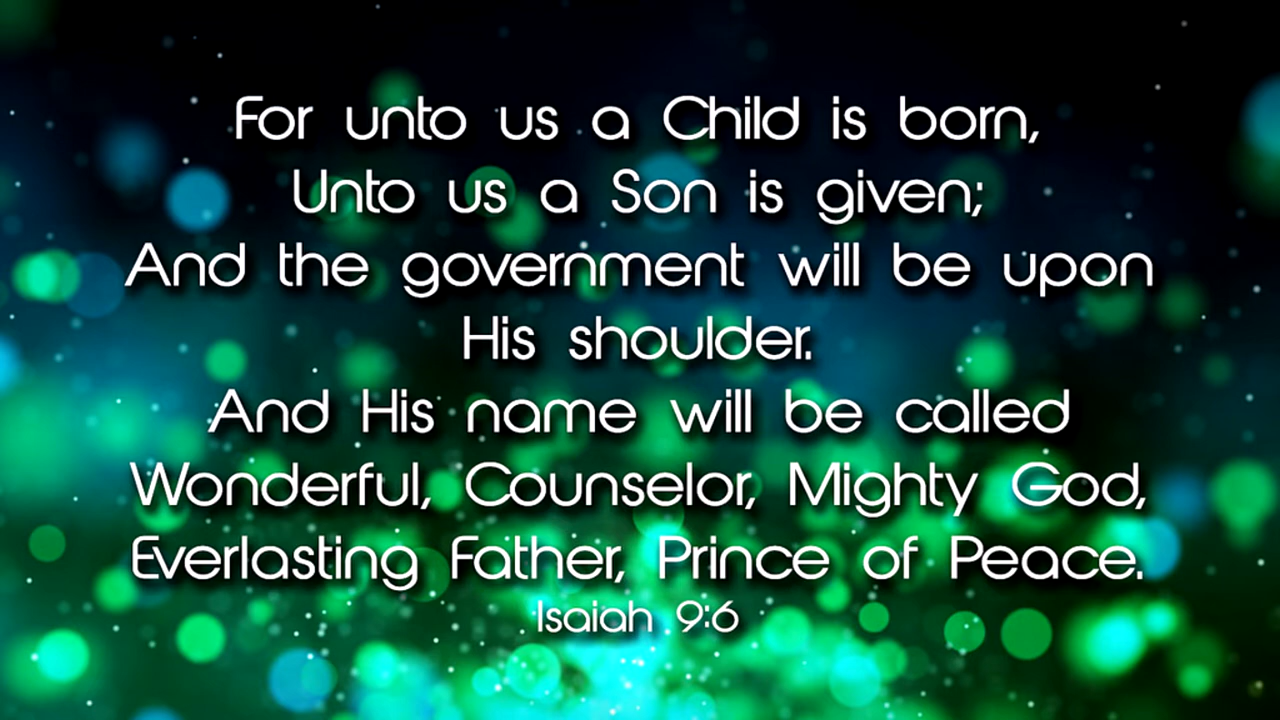 For unto us a Child is born,
Unto us a Son is given;
And the government will be upon
His shoulder.
And His name will be called
Wonderful, Counselor, Mighty God,
Everlasting Father, Prince of Peace.
Isaiah 9:6